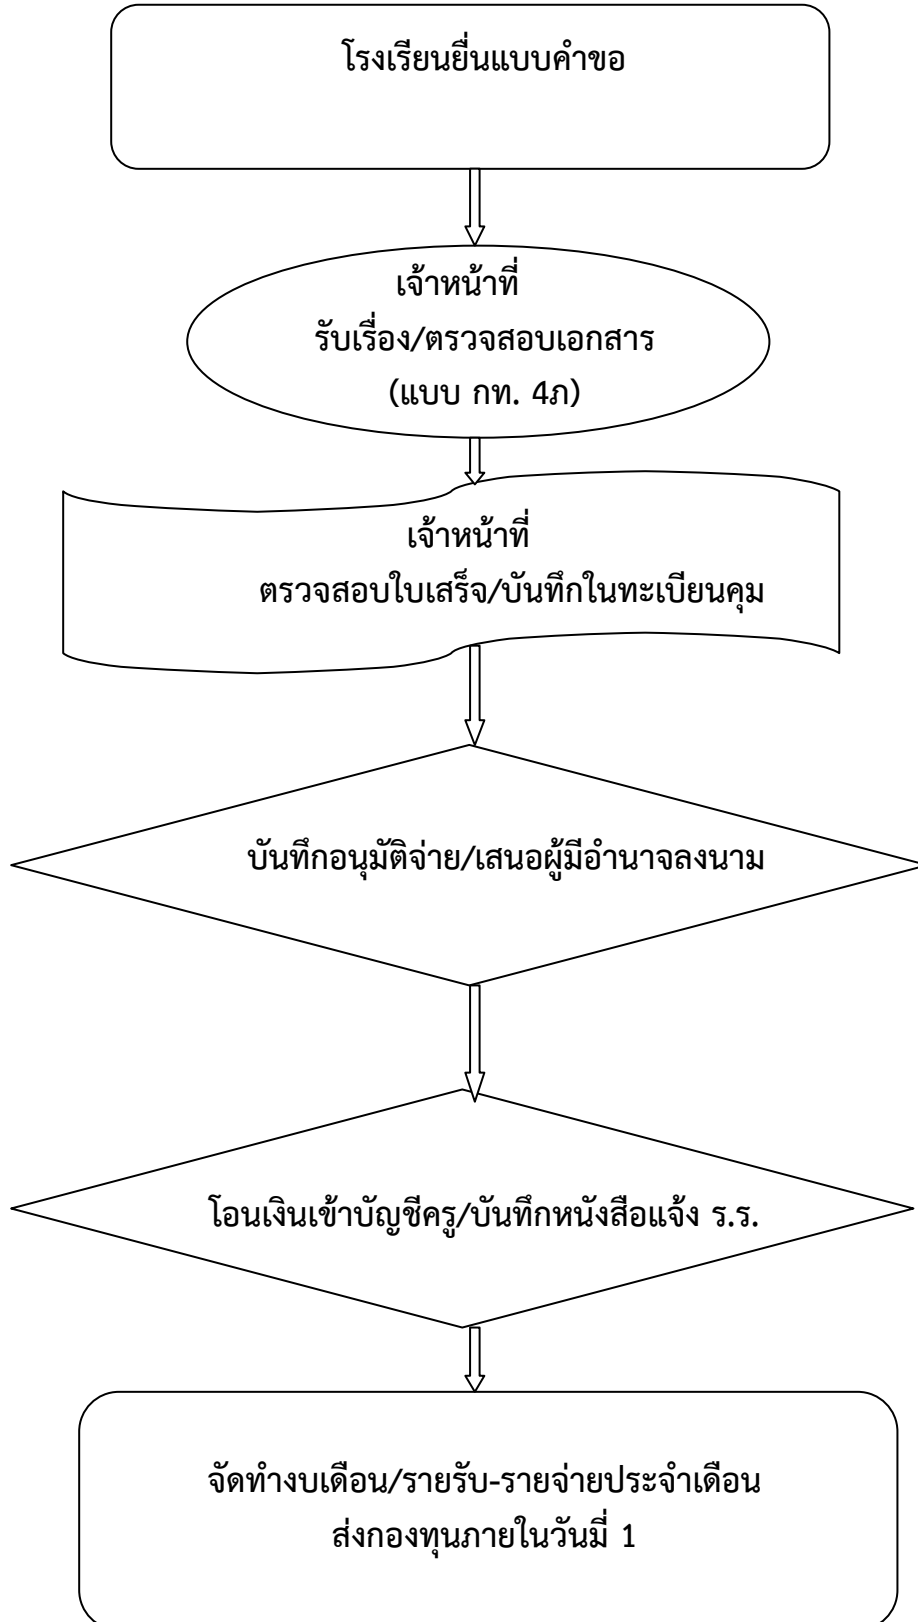 โรงเรียนยื่นแบบคำขอ
เจ้าหน้าที่
รับเรื่อง/ตรวจสอบเอกสาร
(แบบ กท. 4ภ)
เจ้าหน้าที่
ตรวจสอบใบเสร็จ/บันทึกในทะเบียนคุม
บันทึกอนุมัติจ่าย/เสนอผู้มีอำนาจลงนาม
โอนเงินเข้าบัญชีครู/บันทึกหนังสือแจ้ง ร.ร.
จัดทำงบเดือน/รายรับ-รายจ่ายประจำเดือน
ส่งกองทุนภายในวันมี่ 1